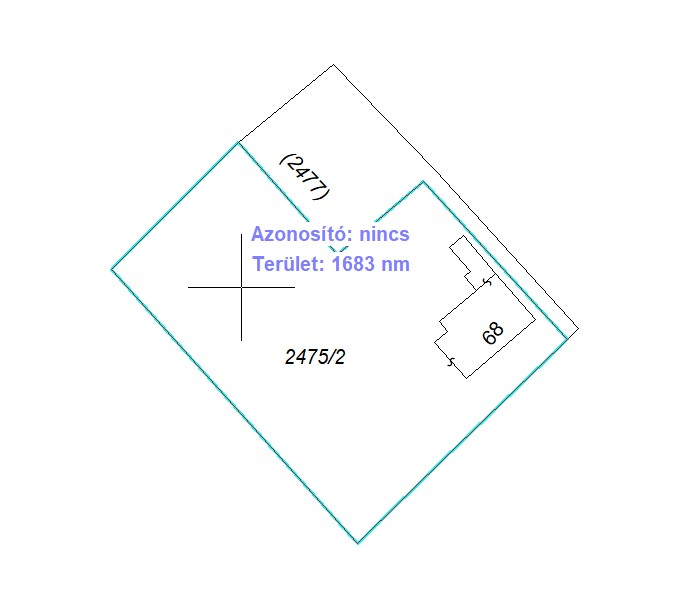 (2477)
Azonosító: nincs
Terület: 1683 nm
2475/2
68